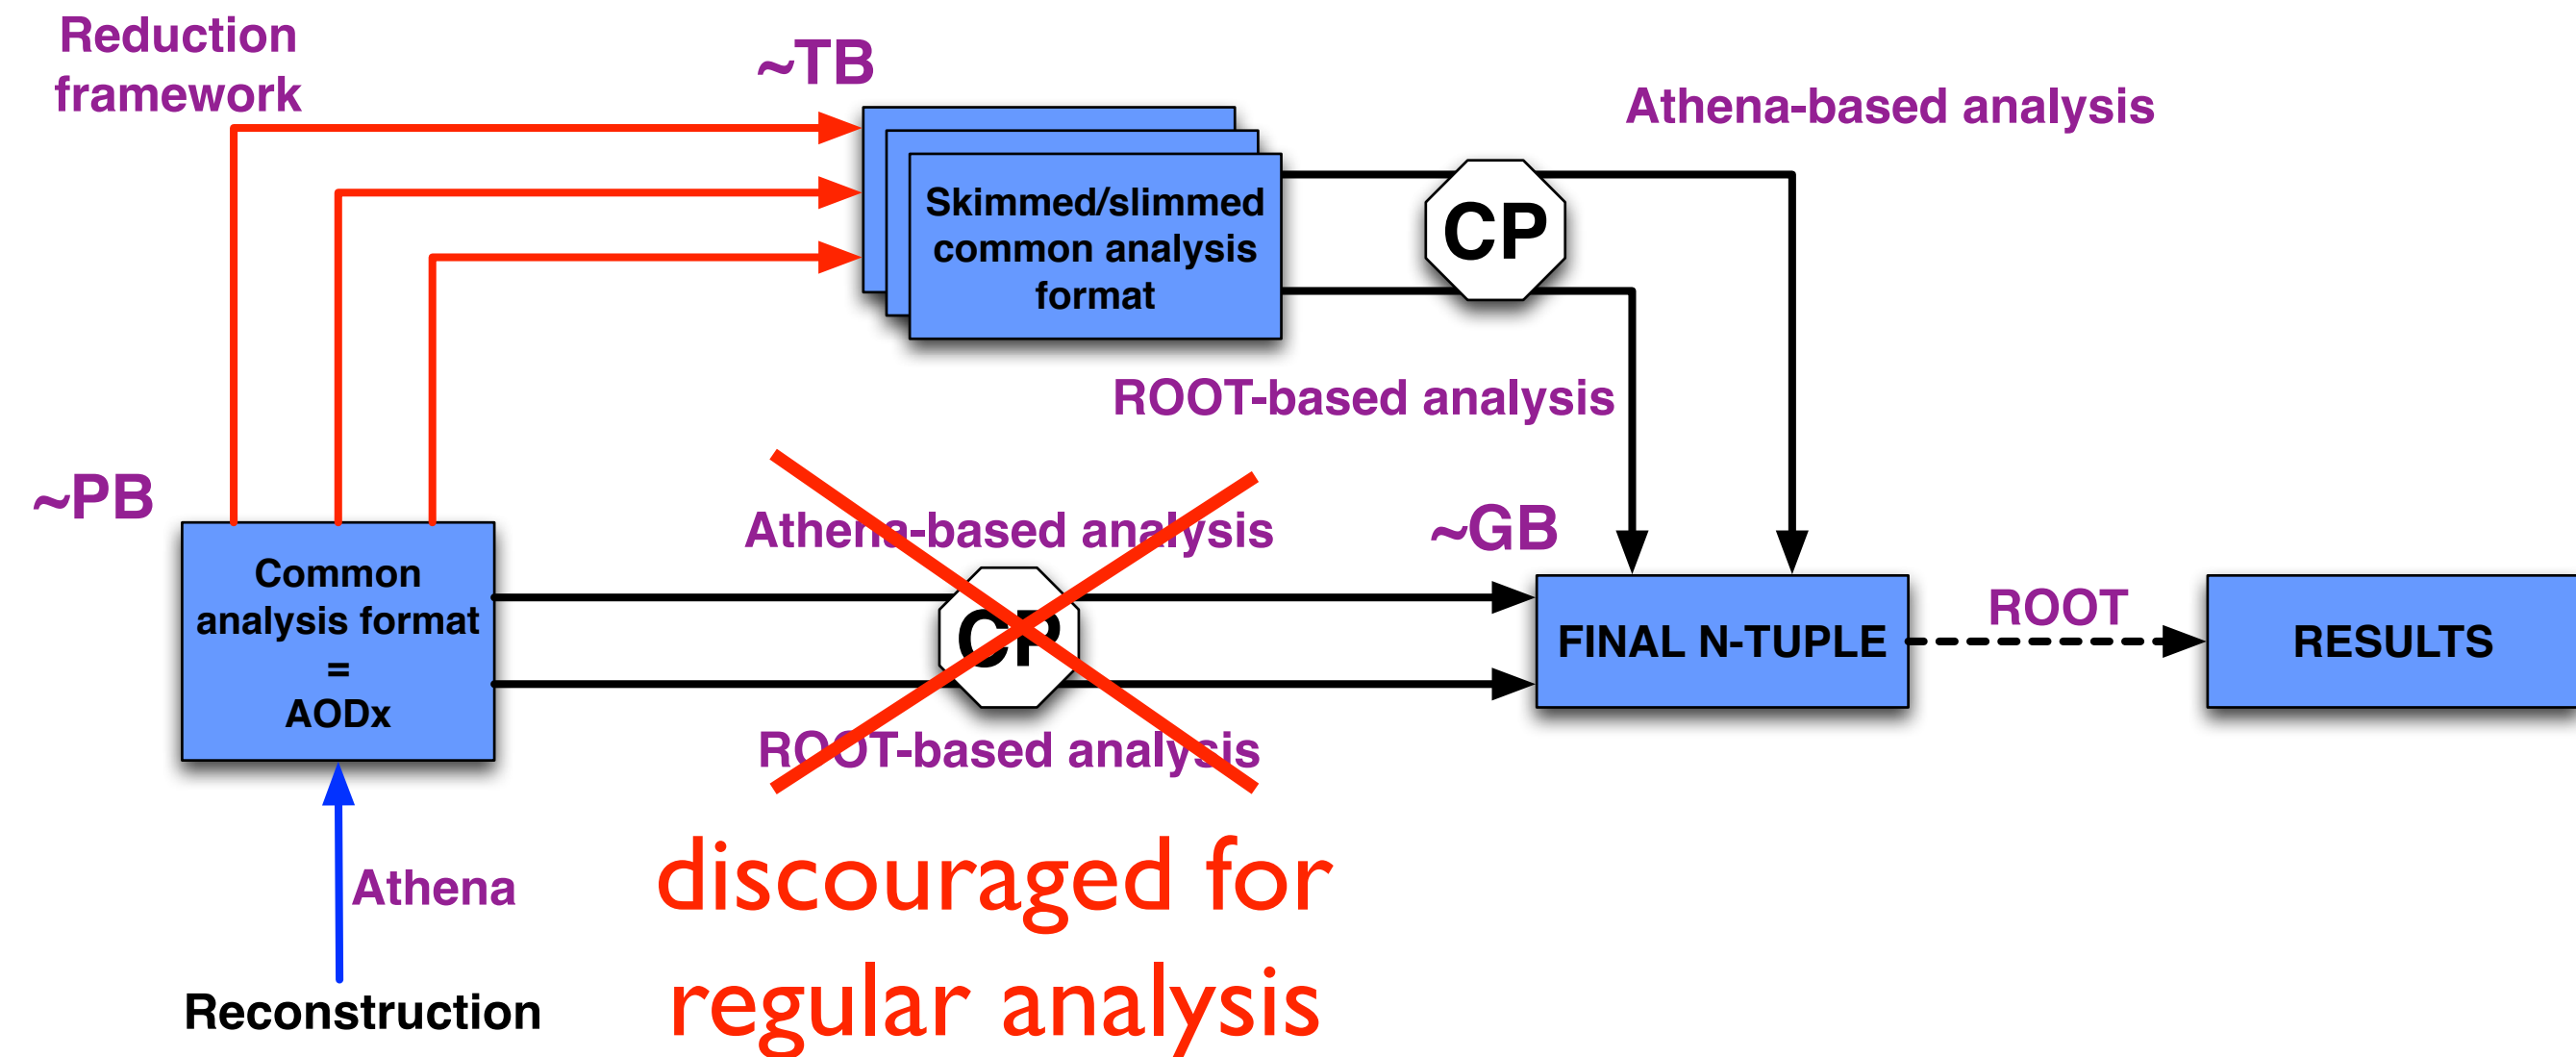 Reduction
framework
~TB
Athena-based analysis
Skimmed/slimmed
common analysis
format
CP
ROOT-based analysis
~PB
Athena-based analysis
~GB
Common
analysis format
=
AODx
CP
FINAL N-TUPLE
ROOT
RESULTS
ROOT-based analysis
Athena
discouraged for
regular analysis
Reconstruction